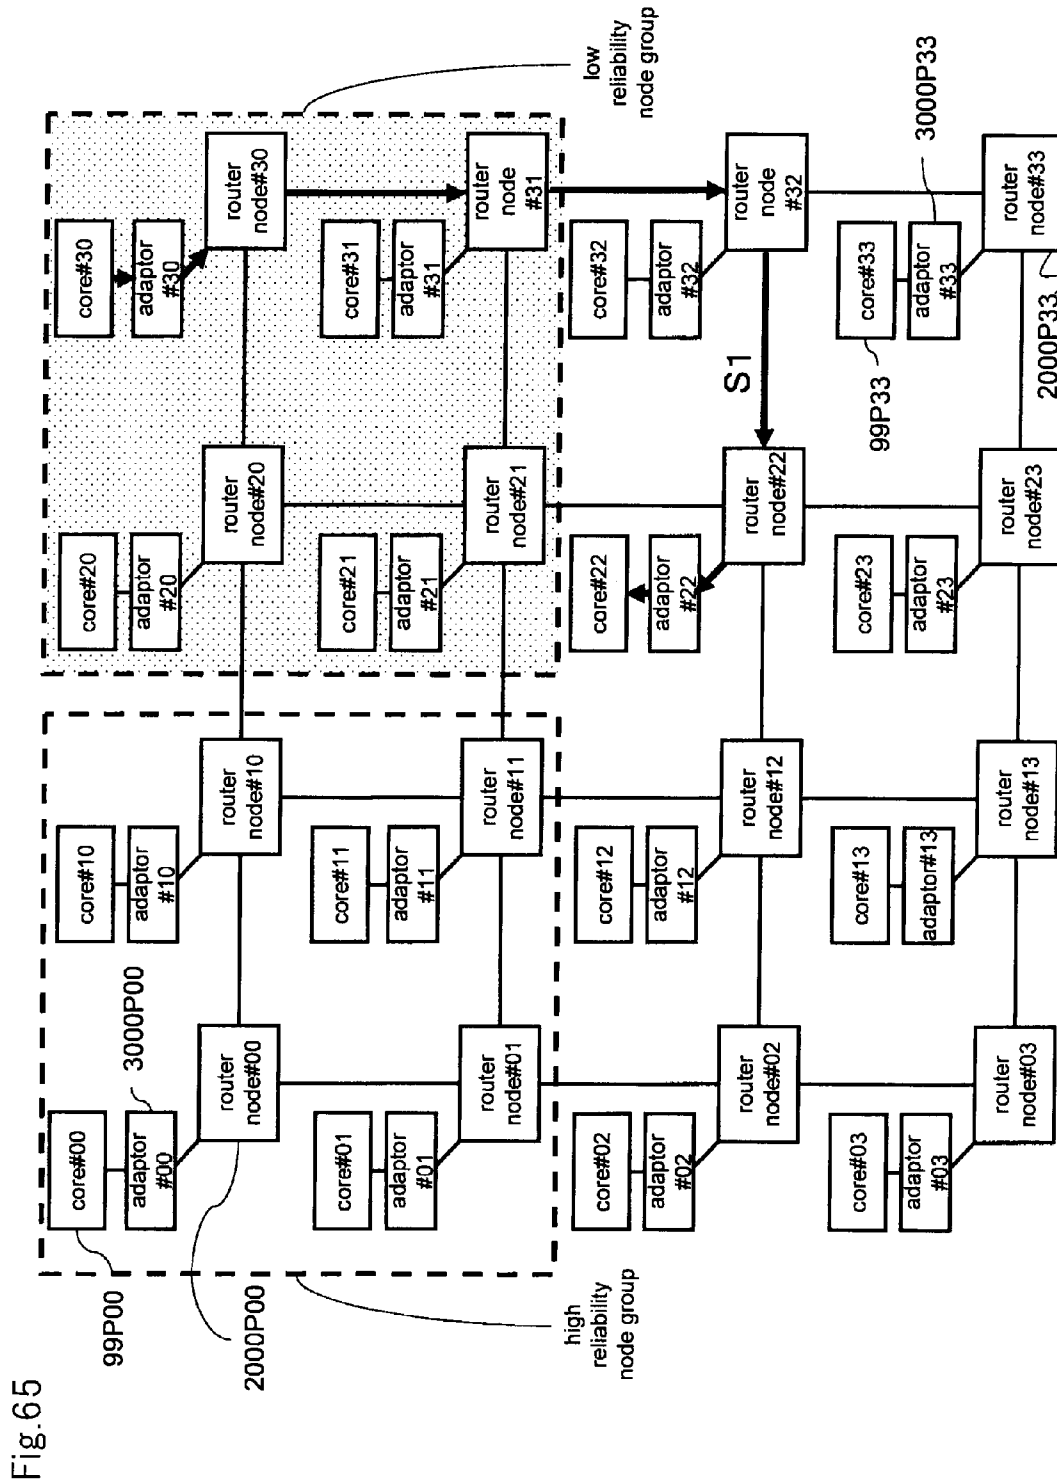 Fig.65
99P00
core#00
adaptor
#00
3000P00
router
node#00
2000P00
core#10
adaptor
#10
router
node#10
core#20
adaptor
#20
router
node#20
core#30
adaptor
#30
router
node#30
core#01
adaptor
#01
router
node#01
core#11
adaptor
#11
router
node#11
core#21
adaptor
#21
router
node#21
core#31
adaptor
#31
router
node
#31
high
reliability
node group
low
reliability
node group
core#02
adaptor
#02
router
node#02
core#12
adaptor
#12
router
node#12
core#22
adaptor
#22
router
node#22
S1
core#32
adaptor
#32
router
node
#32
core#03
adaptor
#03
router
node#03
core#13
adaptor#13
router
node#13
core#23
adaptor
#23
router
node#23
99P33
core#33
adaptor
#33
3000P33
router
node#33
2000P33